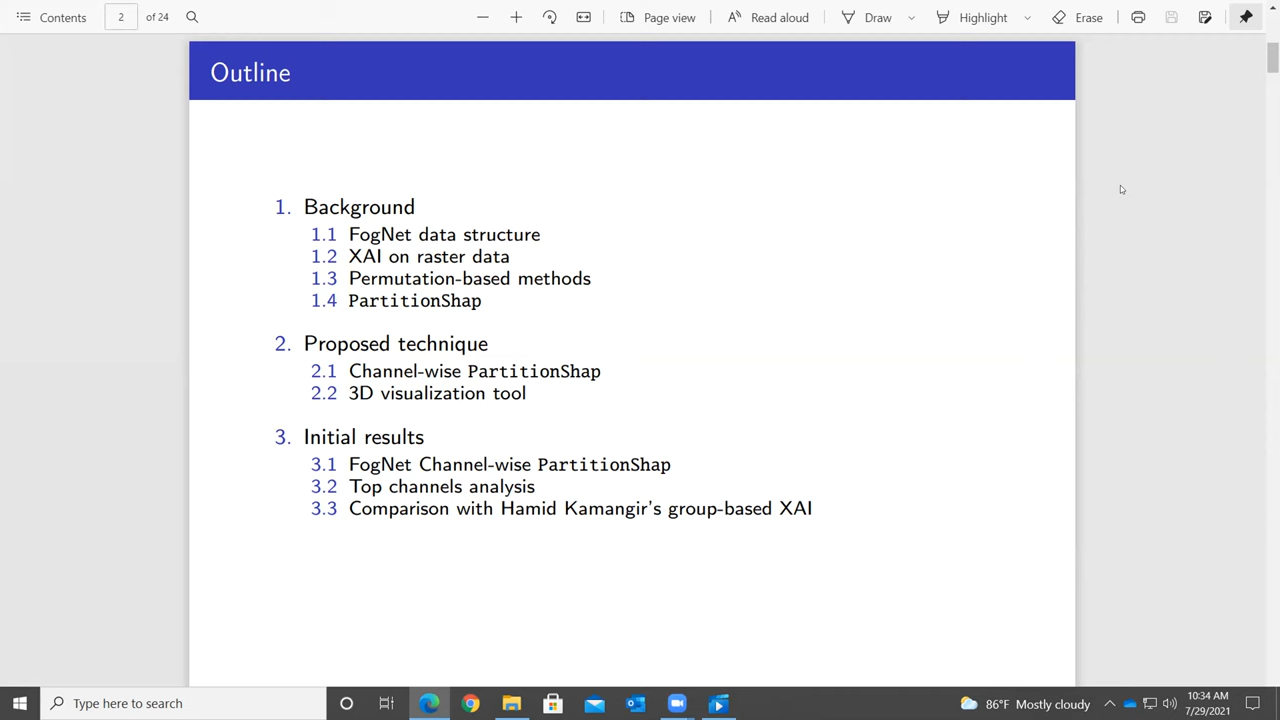 Contents
2
of 24
Page view
Read aloud
Draw
Highlight
Erase
Outline
1. Background
1.1 FogNet data structure
1.2 XAI on raster data
1.3 Permutation-based methods
1.4 PartitionShap
2. Proposed technique
2.1 Channel-wise PartitionShap
2.2 3D visualization tool
3. Initial results
3.1 FogNet Channel-wise PartitionShap
3.2 Top channels analysis
3.3 Comparison with Hamid Kamangir's group-based XAI
Type here to search
86°F Mostly cloudy
10:34 AM
7/29/2021